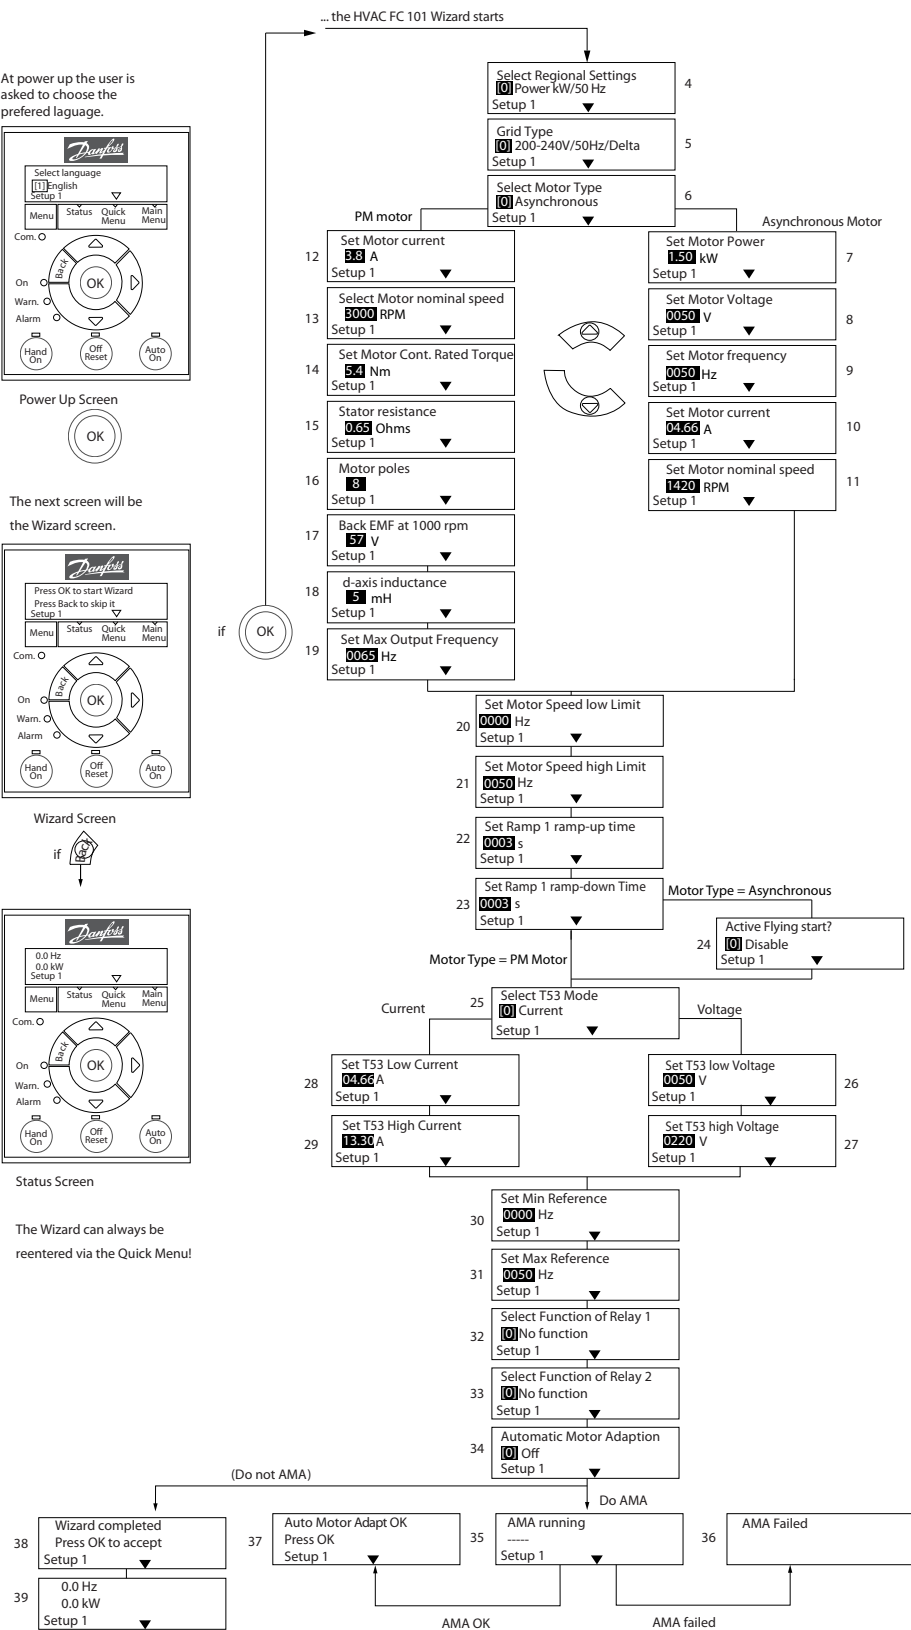 ... the HVAC FC 101 Wizard starts
At power up the user is
asked to choose the
prefered laguage.
Danfoss
Select language
[1] English
Setup 1
Menu Status Quick Menu Main Menu
Com.
Back
OK
On
Warn.
Alarm
Hand On
Off Reset
Auto On
Power Up Screen
OK
The next screen will be
the Wizard screen.
Danfoss
Press OK to start Wizard
Press Back to skip it
Setup 1
Menu Status Quick Menu Main Menu
Com.
Back
OK
On
Warn.
Alarm
Hand On
Off Reset
Auto On
Wizard Screen
if Back
Danfoss
0.0 Hz
0.0 kW
Setup 1
Menu Status Quick Menu Main Menu
Com.
Back
OK
On
Warn.
Alarm
Hand On
Off Reset
Auto On
Status Screen
The Wizard can always be
reentered via the Quick Menu!
if OK
Select Regional Settings
[0] Power kW/50 Hz
Setup 1
4
Grid Type
[0] 200-240V/50Hz/Delta
Setup 1
5
Select Motor Type
[0] Asynchronous
Setup 1
6
PM motor
Asynchronous Motor
12
Set Motor current
3.8 A
Setup 1
13
Select Motor nominal speed
3000 RPM
Setup 1
14
Set Motor Cont. Rated Torque
5.4 Nm
Setup 1
15
Stator resistance
0.65 Ohms
Setup 1
16
Motor poles
8
Setup 1
17
Back EMF at 1000 rpm
57 V
Setup 1
18
d-axis inductance
5 mH
Setup 1
19
Set Max Output Frequency
0065 Hz
Setup 1
Set Motor Power
1.50 kW
Setup 1
7
Set Motor Voltage
0050 V
Setup 1
8
Set Motor frequency
0050 Hz
Setup 1
9
Set Motor current
04.66 A
Setup 1
10
Set Motor nominal speed
1420 RPM
Setup 1
11
20
Set Motor Speed low Limit
0000 Hz
Setup 1
21
Set Motor Speed high Limit
0050 Hz
Setup 1
22
Set Ramp 1 ramp-up time
0003 s
Setup 1
23
Set Ramp 1 ramp-down Time
0003 s
Setup 1
Motor Type = Asynchronous
24
Active Flying start?
[0] Disable
Setup 1
Motor Type = PM Motor
25
Select T53 Mode
[0] Current
Setup 1
Current
Voltage
28
Set T53 Low Current
04.66 A
Setup 1
29
Set T53 High Current
13.30 A
Setup 1
Set T53 low Voltage
0050 V
Setup 1
26
Set T53 high Voltage
0220 V
Setup 1
27
30
Set Min Reference
0000 Hz
Setup 1
31
Set Max Reference
0050 Hz
Setup 1
32
Select Function of Relay 1
[0] No function
Setup 1
33
Select Function of Relay 2
[0] No function
Setup 1
34
Automatic Motor Adaption
[0] Off
Setup 1
(Do not AMA)
Do AMA
38
Wizard completed
Press OK to accept
Setup 1
39
0.0 Hz
0.0 kW
Setup 1
37
Auto Motor Adapt OK
Press OK
Setup 1
35
AMA running
-----
Setup 1
36
AMA Failed
AMA OK
AMA failed